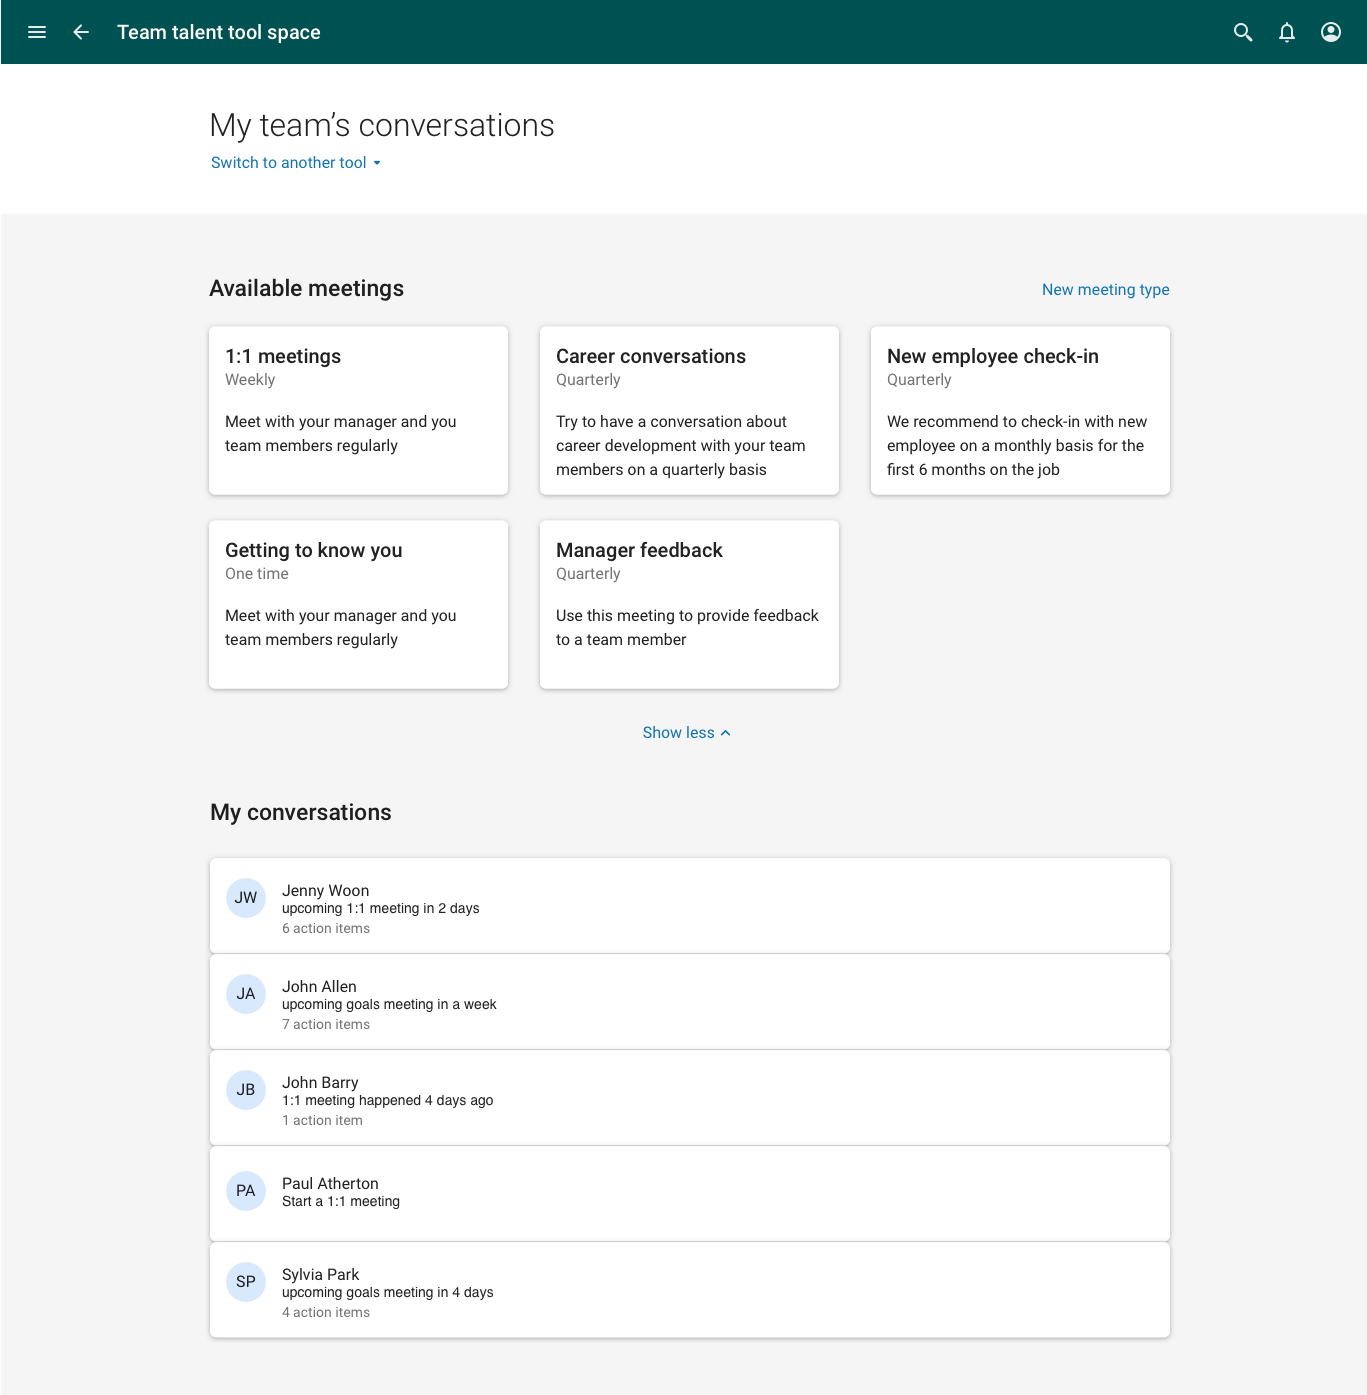 Team talent tool space
My team's conversations
Switch to another tool
Available meetings
New meeting type
1:1 meetings
Weekly
Meet with your manager and you
team members regularly
Career conversations
Quarterly
Try to have a conversation about
career development with your team
members on a quarterly basis
New employee check-in
Quarterly
We recommend to check-in with new
employee on a monthly basis for the
first 6 months on the job
Getting to know you
One time
Meet with your manager and you
team members regularly
Manager feedback
Quarterly
Use this meeting to provide feedback
to a team member
Show less
My conversations
JW
Jenny Woon
upcoming 1:1 meeting in 2 days
6 action items
JA
John Allen
upcoming goals meeting in a week
7 action items
JB
John Barry
1:1 meeting happened 4 days ago
1 action item
PA
Paul Atherton
Start a 1:1 meeting
SP
Sylvia Park
upcoming goals meeting in 4 days
4 action items